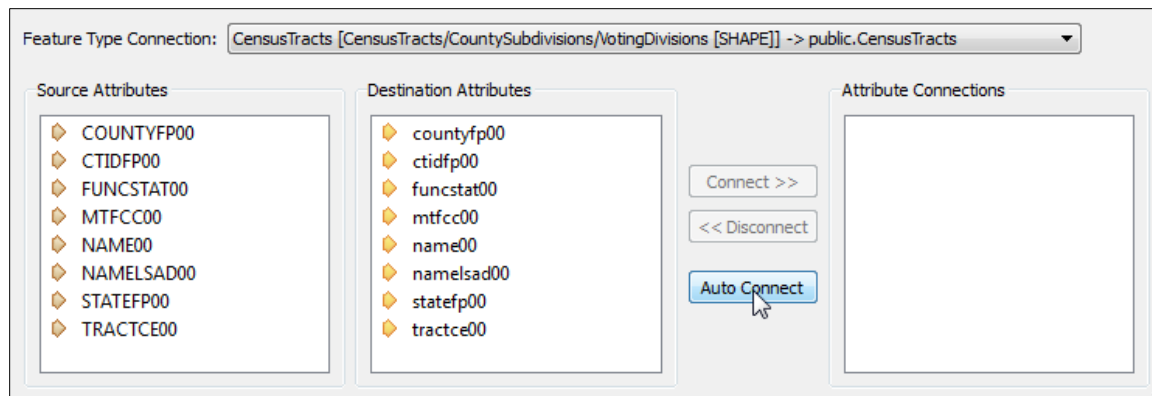 Feature Type Connection: CensusTracts [CensusTracts/CountySubdivisions/VotingDivisions [SHAPE]] -> public.CensusTracts
Source Attributes
COUNTYFP00
CTIDFP00
FUNCSTAT00
MTFCC00
NAME00
NAMELSAD00
STATEFP00
TRACTCE00
Destination Attributes
countyfp00
ctidfp00
funcstat00
mtfcc00
name00
namelsad00
statefp00
tractce00
Connect >>
<< Disconnect
Auto Connect
Attribute Connections